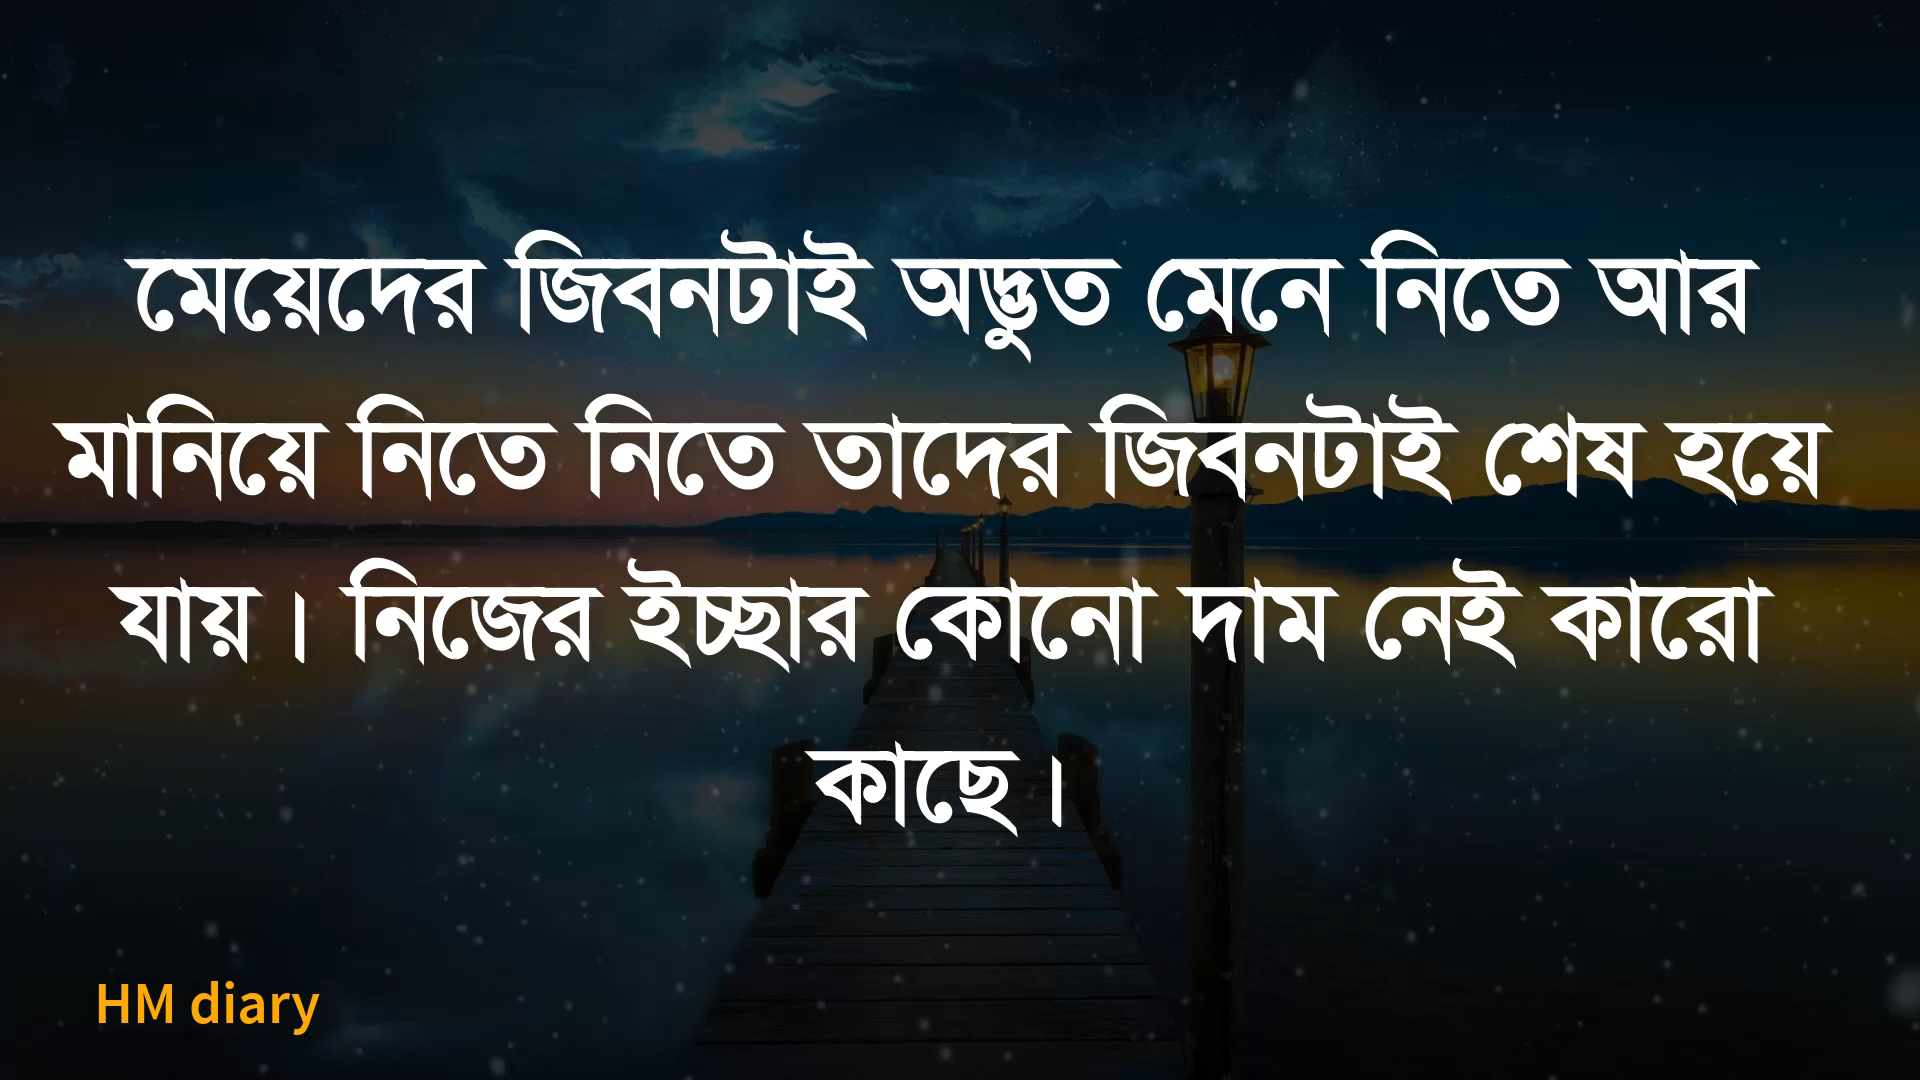 মেয়েদের জিবনটাই অদ্ভুত মেনে নিতে আর
মানিয়ে নিতে নিতে তাদের জিবনটাই শেষ হয়ে
যায়। নিজের ইচ্ছার কোনো দাম নেই কারো
কাছে।
HM diary